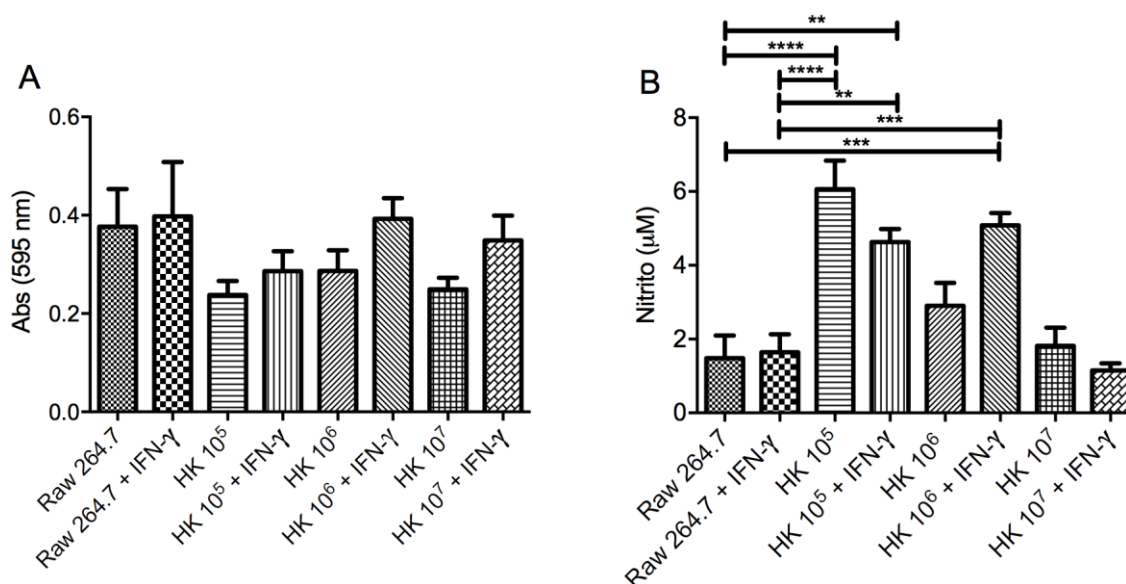 A
Abs (595 nm)
0.6
0.4
0.2
0.0
Raw 264.7
Raw 264.7 + IFN-γ
HK 10⁵
HK 10⁵ + IFN-γ
HK 10⁶
HK 10⁶ + IFN-γ
HK 10⁷
HK 10⁷ + IFN-γ
B
**
****
****
**
***
***
Nitrito (μM)
8
6
4
2
0
Raw 264.7
Raw 264.7 + IFN-γ
HK 10⁵
HK 10⁵ + IFN-γ
HK 10⁶
HK 10⁶ + IFN-γ
HK 10⁷
HK 10⁷ + IFN-γ